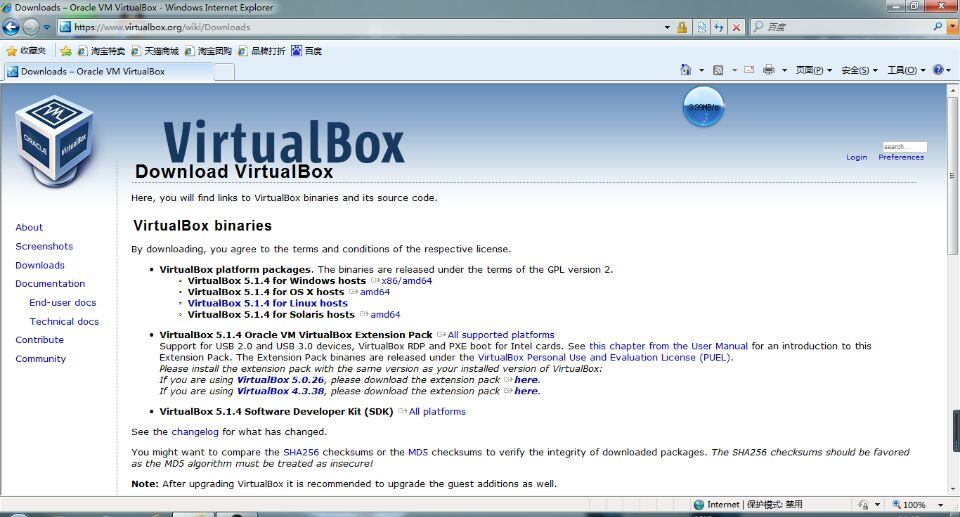 Downloads – Oracle VM VirtualBox - Windows Internet Explorer
https://www.virtualbox.org/wiki/Downloads
百度
收藏夹 淘宝特卖 天猫商城 淘宝团购 品牌打折 百度
Downloads – Oracle VM VirtualBox
页面(P) 安全(S) 工具(O)
ORACLE VM VirtualBox
VirtualBox
search...
Login Preferences
Download VirtualBox
Here, you will find links to VirtualBox binaries and its source code.
VirtualBox binaries
By downloading, you agree to the terms and conditions of the respective license.
About
Screenshots
Downloads
Documentation
End-user docs
Technical docs
Contribute
Community
• VirtualBox platform packages. The binaries are released under the terms of the GPL version 2.
◦ VirtualBox 5.1.4 for Windows hosts x86/amd64
◦ VirtualBox 5.1.4 for OS X hosts amd64
◦ VirtualBox 5.1.4 for Linux hosts
◦ VirtualBox 5.1.4 for Solaris hosts amd64
• VirtualBox 5.1.4 Oracle VM VirtualBox Extension Pack All supported platforms
Support for USB 2.0 and USB 3.0 devices, VirtualBox RDP and PXE boot for Intel cards. See this chapter from the User Manual for an introduction to this
Extension Pack. The Extension Pack binaries are released under the VirtualBox Personal Use and Evaluation License (PUEL).
Please install the extension pack with the same version as your installed version of VirtualBox:
If you are using VirtualBox 5.0.26, please download the extension pack here.
If you are using VirtualBox 4.3.38, please download the extension pack here.
• VirtualBox 5.1.4 Software Developer Kit (SDK) All platforms
See the changelog for what has changed.
You might want to compare the SHA256 checksums or the MD5 checksums to verify the integrity of downloaded packages. The SHA256 checksums should be favored
as the MD5 algorithm must be treated as insecure!
Note: After upgrading VirtualBox it is recommended to upgrade the guest additions as well.
Internet | 保护模式: 禁用
100%